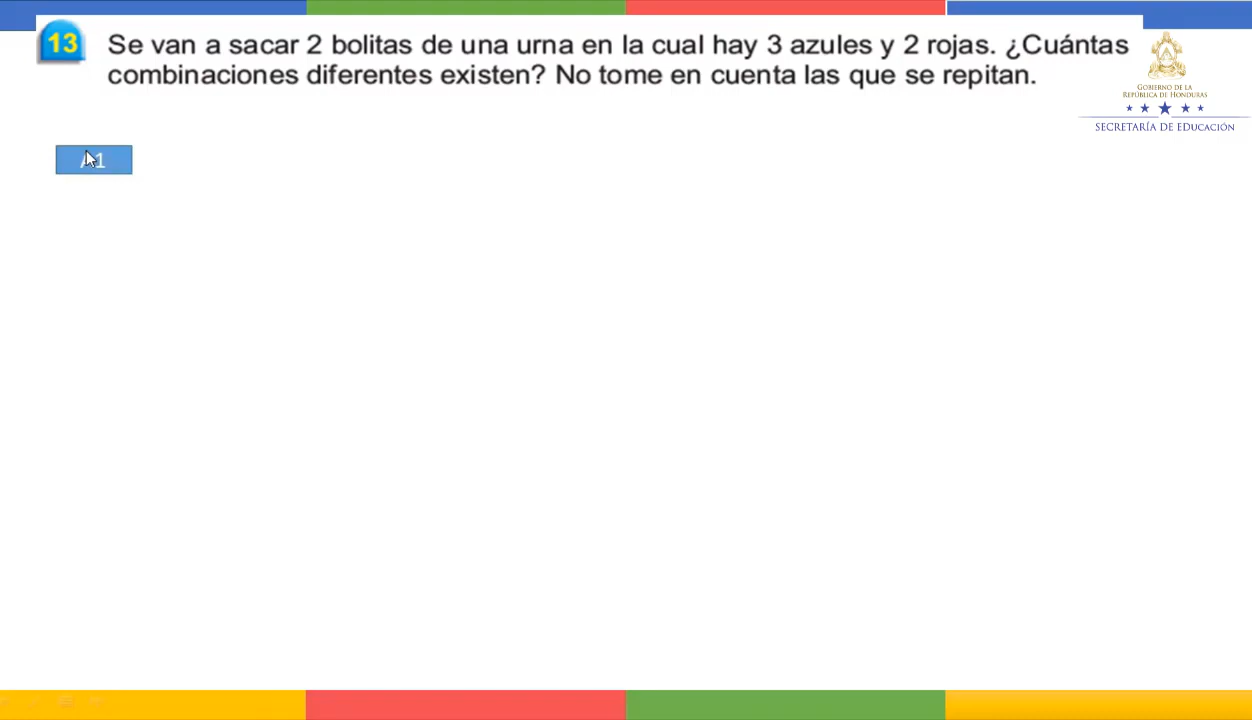 13 Se van a sacar 2 bolitas de una urna en la cual hay 3 azules y 2 rojas. ¿Cuántas
combinaciones diferentes existen? No tome en cuenta las que se repitan.
GOBIERNO DE LA
REPÚBLICA DE HONDURAS
SECRETARÍA DE EDUCACIÓN
A1